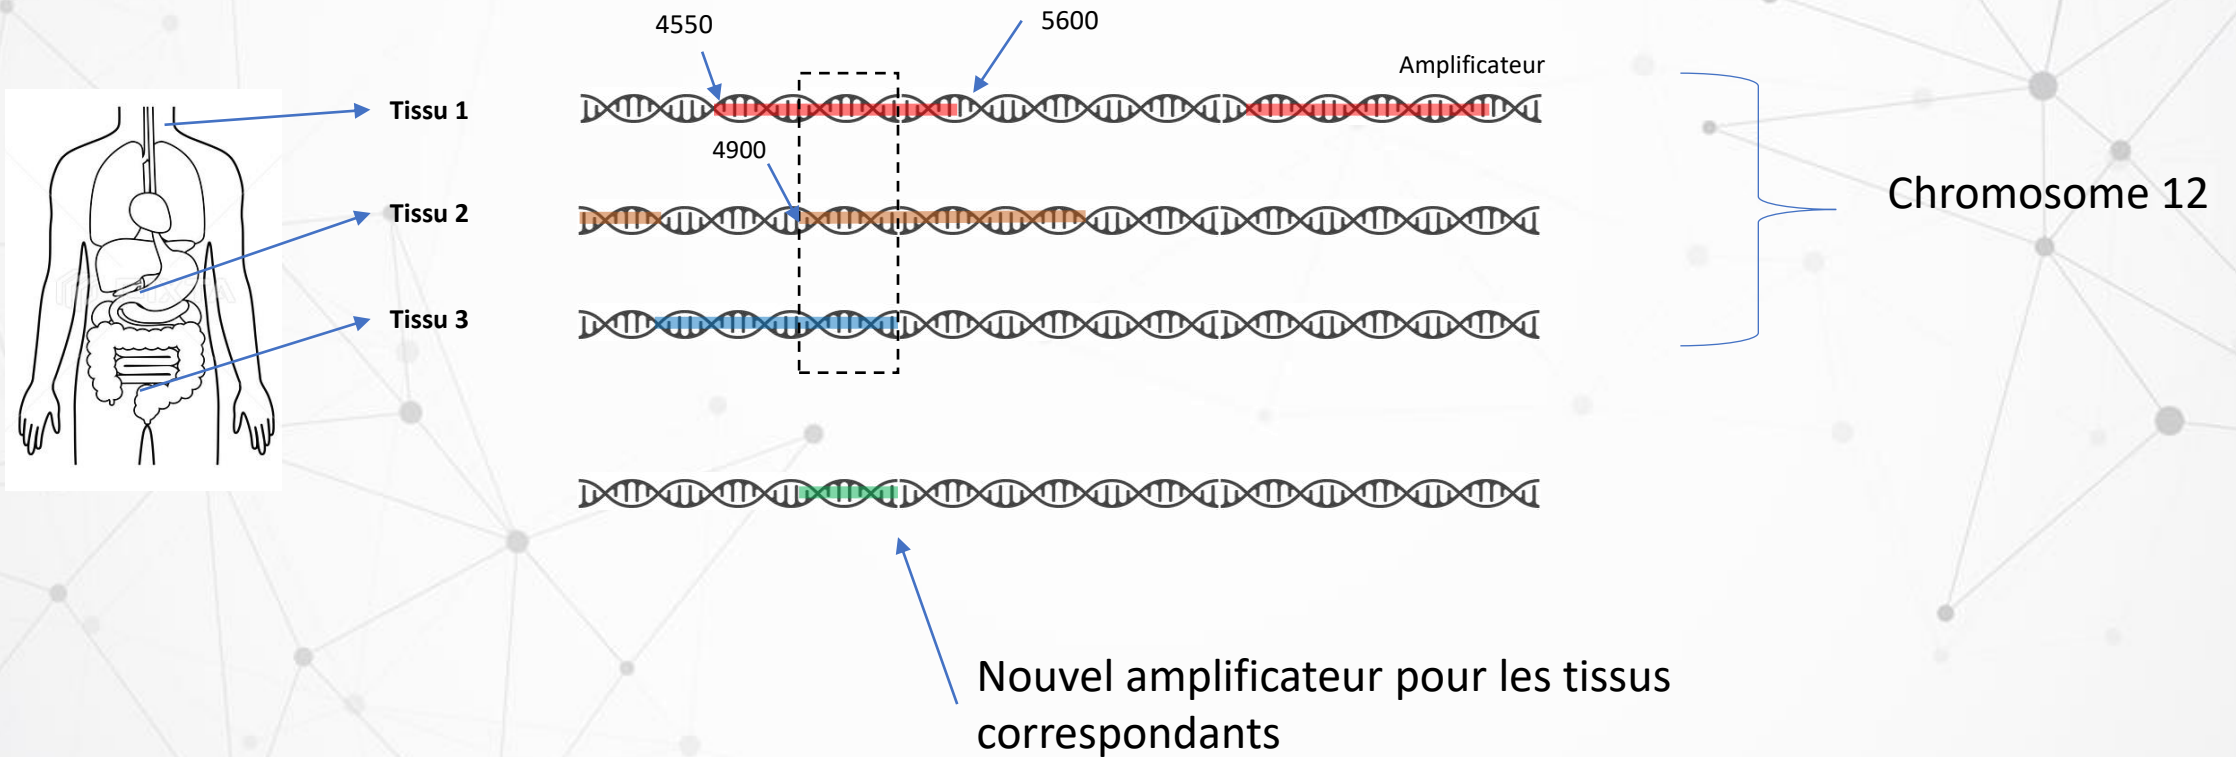 4550
5600
Amplificateur
Tissu 1
4900
Tissu 2
Chromosome 12
Tissu 3
Nouvel amplificateur pour les tissus
correspondants